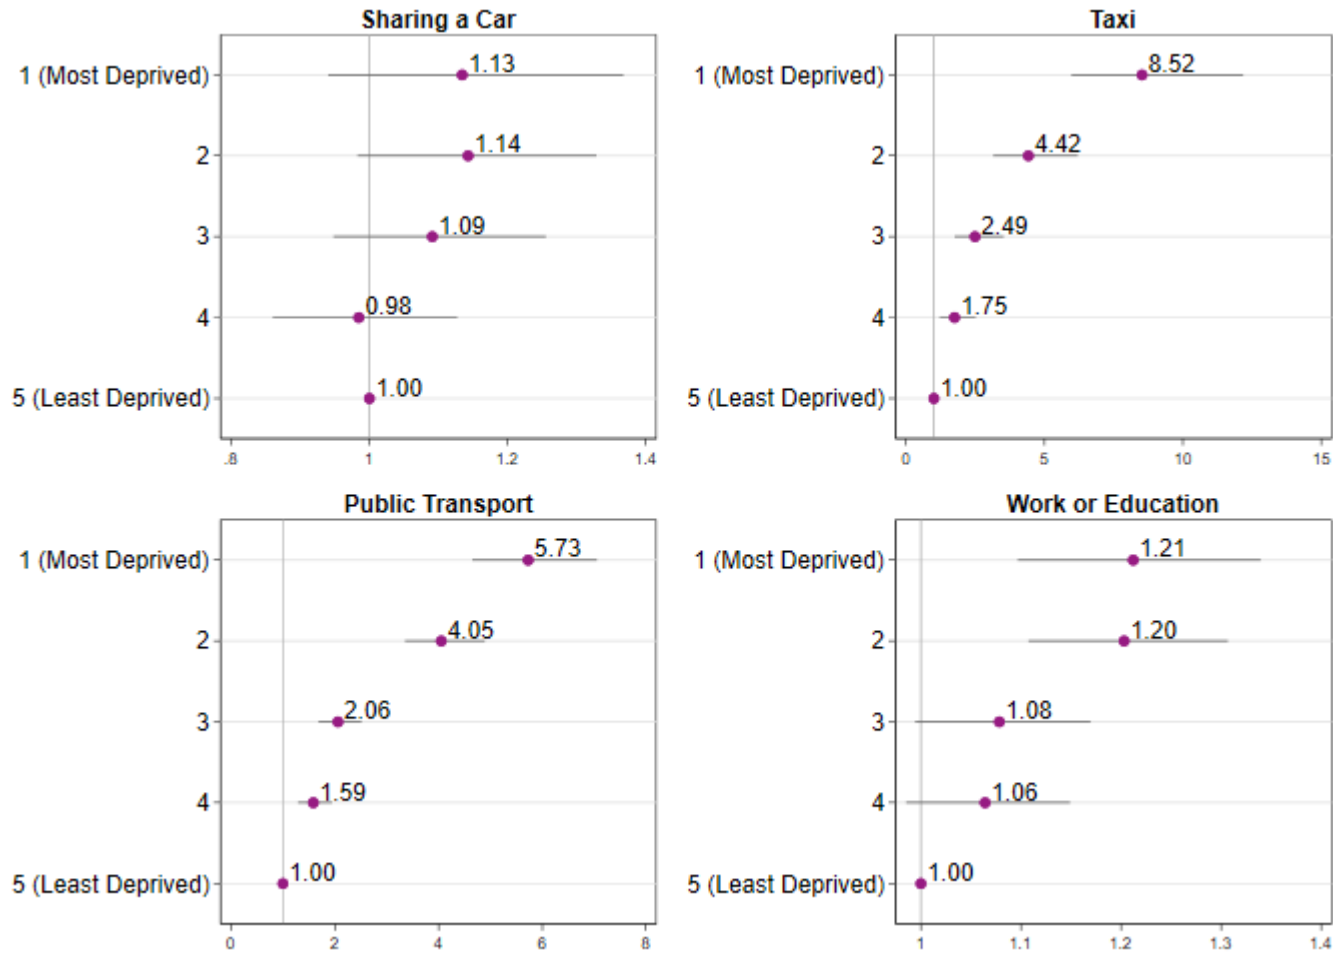 Sharing a Car
1 (Most Deprived)
1.13
2
1.14
3
1.09
4
0.98
5 (Least Deprived)
1.00
.8 1 1.2 1.4
Taxi
1 (Most Deprived)
8.52
2
4.42
3
2.49
4
1.75
5 (Least Deprived)
1.00
0 5 10 15
Public Transport
1 (Most Deprived)
5.73
2
4.05
3
2.06
4
1.59
5 (Least Deprived)
1.00
0 2 4 6 8
Work or Education
1 (Most Deprived)
1.21
2
1.20
3
1.08
4
1.06
5 (Least Deprived)
1.00
1 1.1 1.2 1.3 1.4